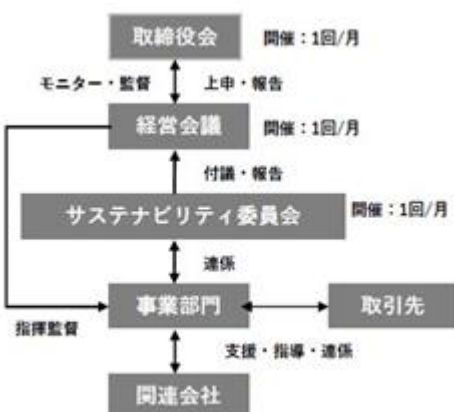 取締役会 開催：1回/月
モニター・監督 上申・報告
経営会議 開催：1回/月
付議・報告
サステナビリティ委員会 開催：1回/月
連係
事業部門 取引先
指揮監督
支援・指導・連係
関連会社